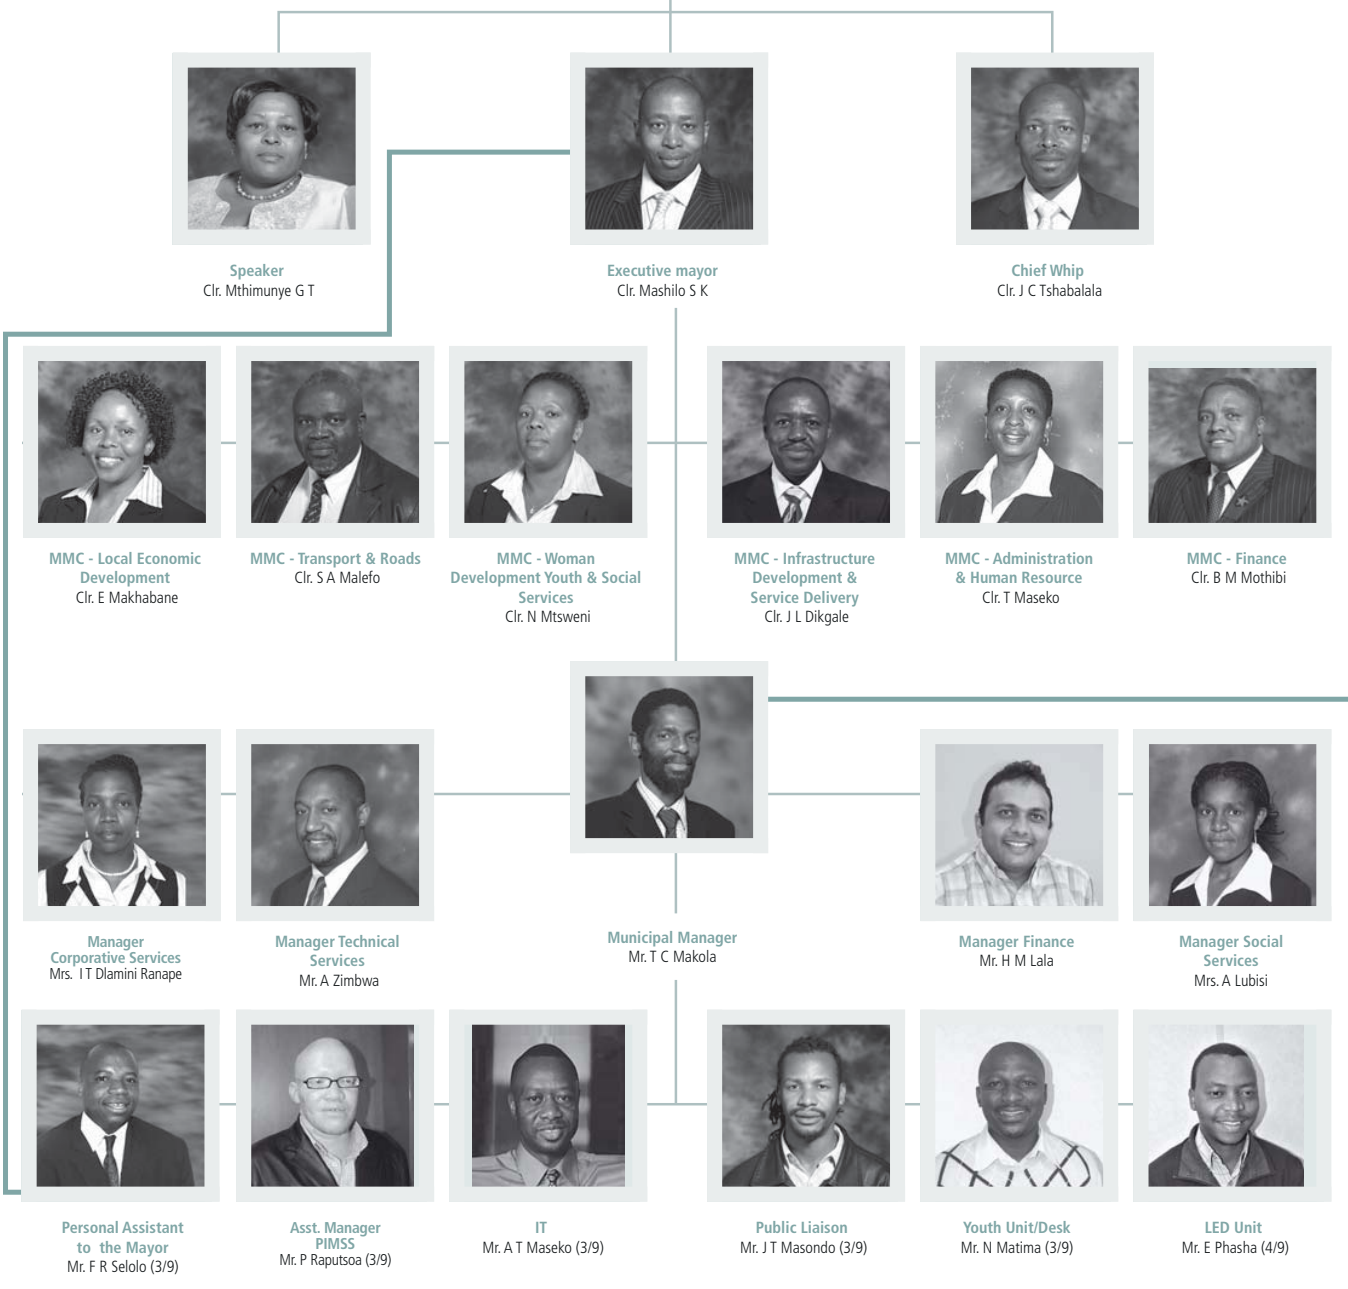 Speaker
Clr. Mthimunye G T
Executive mayor
Clr. Mashilo S K
Chief Whip
Clr. J C Tshabalala
MMC - Local Economic
Development
Clr. E Makhabane
MMC - Transport & Roads
Clr. S A Malefo
MMC - Woman
Development Youth & Social
Services
Clr. N Mtsweni
MMC - Infrastructure
Development &
Service Delivery
Clr. J L Dikgale
MMC - Administration
& Human Resource
Clr. T Maseko
MMC - Finance
Clr. B M Mothibi
Manager
Corporative Services
Mrs. I T Dlamini Ranape
Manager Technical
Services
Mr. A Zimbwa
Municipal Manager
Mr. T C Makola
Manager Finance
Mr. H M Lala
Manager Social
Services
Mrs. A Lubisi
Personal Assistant
to the Mayor
Mr. F R Selolo (3/9)
Asst. Manager
PIMSS
Mr. P Raputsoa (3/9)
IT
Mr. A T Maseko (3/9)
Public Liaison
Mr. J T Masondo (3/9)
Youth Unit/Desk
Mr. N Matima (3/9)
LED Unit
Mr. E Phasha (4/9)